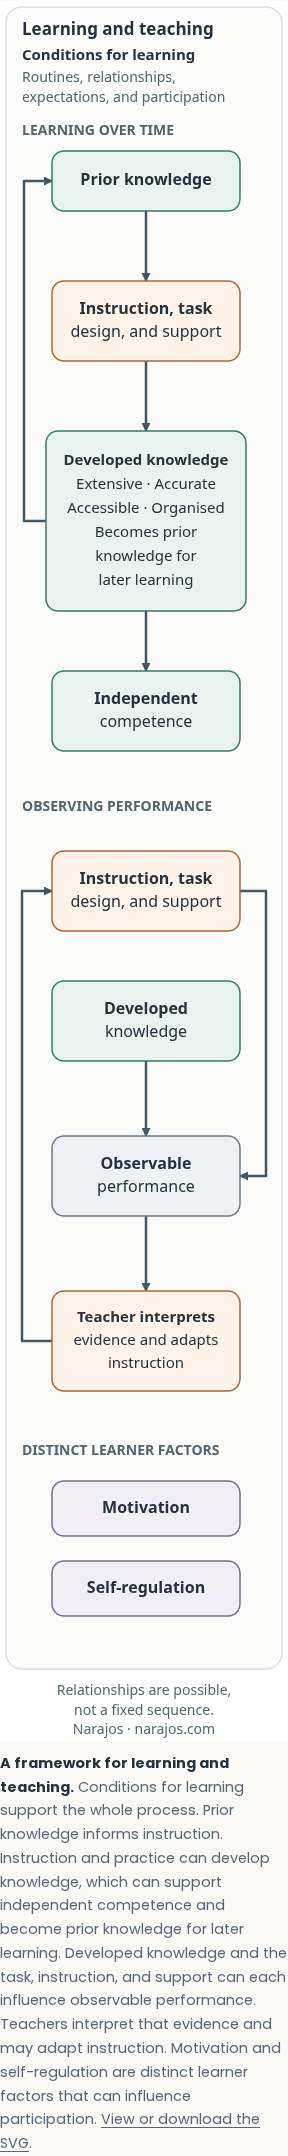 Learning and teaching
Conditions for learning
Routines, relationships,
expectations, and participation
LEARNING OVER TIME
Prior knowledge
Instruction, task
design, and support
Developed knowledge
Extensive · Accurate
Accessible · Organised
Becomes prior
knowledge for
later learning
Independent
competence
OBSERVING PERFORMANCE
Instruction, task
design, and support
Developed
knowledge
Observable
performance
Teacher interprets
evidence and adapts
instruction
DISTINCT LEARNER FACTORS
Motivation
Self-regulation
Relationships are possible,
not a fixed sequence.
Narajos · narajos.com
A framework for learning and
teaching. Conditions for learning
support the whole process. Prior
knowledge informs instruction.
Instruction and practice can develop
knowledge, which can support
independent competence and
become prior knowledge for later
learning. Developed knowledge and the
task, instruction, and support can each
influence observable performance.
Teachers interpret that evidence and
may adapt instruction. Motivation and
self-regulation are distinct learner
factors that can influence
participation. View or download the
SVG.